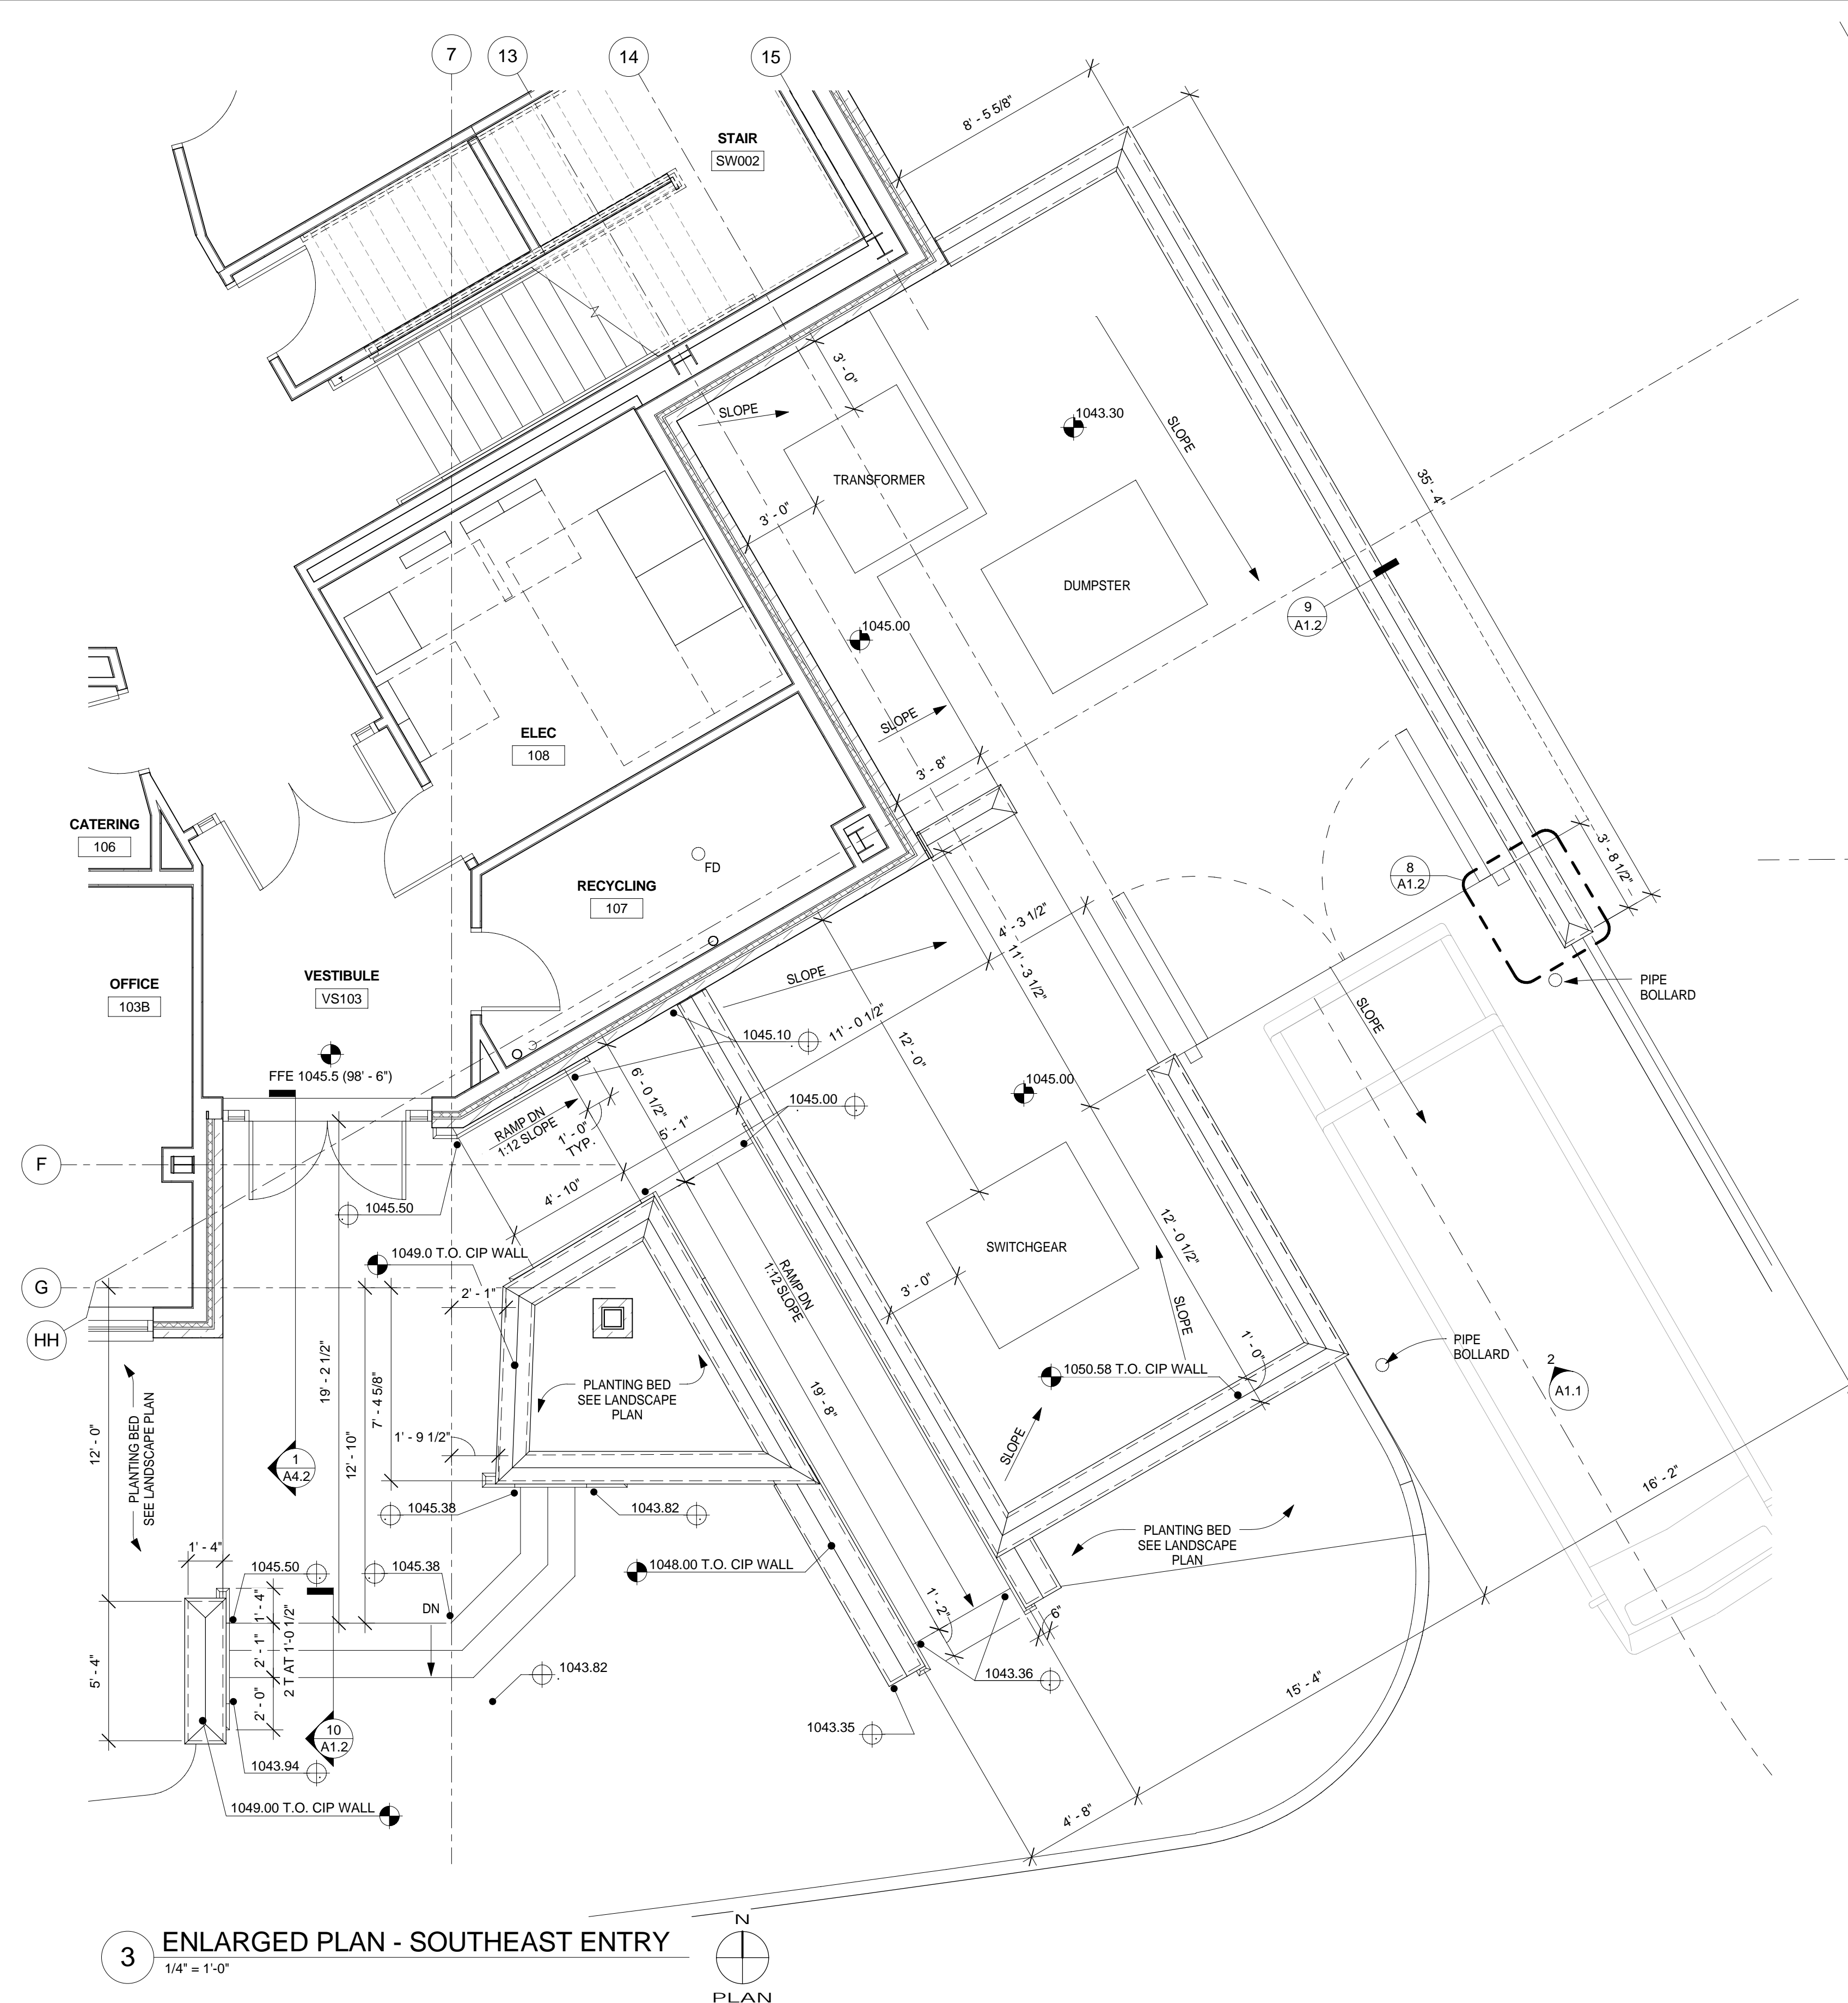 7
13
14
15
8' - 5 5/8"
STAIR
SW002
3' - 0"
SLOPE
1043.30
SLOPE
TRANSFORMER
35' - 4"
3' - 0"
DUMPSTER
9
A1.2
1045.00
SLOPE
ELEC
108
3' - 8"
CATERING
106
FD
3' - 8 1/2"
8
A1.2
RECYCLING
107
4' - 3 1/2"
11' - 3 1/2"
SLOPE
OFFICE
103B
VESTIBULE
VS103
PIPE
BOLLARD
SLOPE
1045.10
11' - 0 1/2"
12' - 0"
FFE 1045.5 (98' - 6")
6' - 0 1/2"
1045.00
1045.00
RAMP DN
1:12 SLOPE
1' - 0"
TYP.
5' - 1"
F
4' - 10"
1045.50
12' - 0 1/2"
1049.0 T.O. CIP WALL
SWITCHGEAR
G
2' - 1"
RAMP DN
1:12 SLOPE
3' - 0"
SLOPE
HH
PIPE
BOLLARD
1' - 0"
2
A1.1
1050.58 T.O. CIP WALL
19' - 2 1/2"
7' - 4 5/8"
PLANTING BED
SEE LANDSCAPE
PLAN
19' - 8"
12' - 0"
PLANTING BED
SEE LANDSCAPE PLAN
1' - 9 1/2"
12' - 10"
1
A4.2
SLOPE
16' - 2"
1045.38
1043.82
PLANTING BED
SEE LANDSCAPE
PLAN
1' - 4"
1045.50
1045.38
1048.00 T.O. CIP WALL
1' - 4"
DN
1' - 2"
6"
2' - 1"
2 T AT 1'-0 1/2"
5' - 4"
2' - 0"
1043.82
1043.36
15' - 4"
10
A1.2
1043.35
1043.94
1049.00 T.O. CIP WALL
4' - 8"
3
ENLARGED PLAN - SOUTHEAST ENTRY
1/4" = 1'-0"
N
PLAN